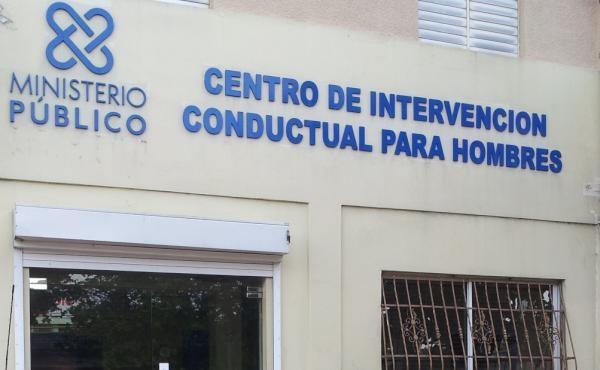 MINISTERIO
PÚBLICO
CENTRO DE INTERVENCION
CONDUCTUAL PARA HOMBRES